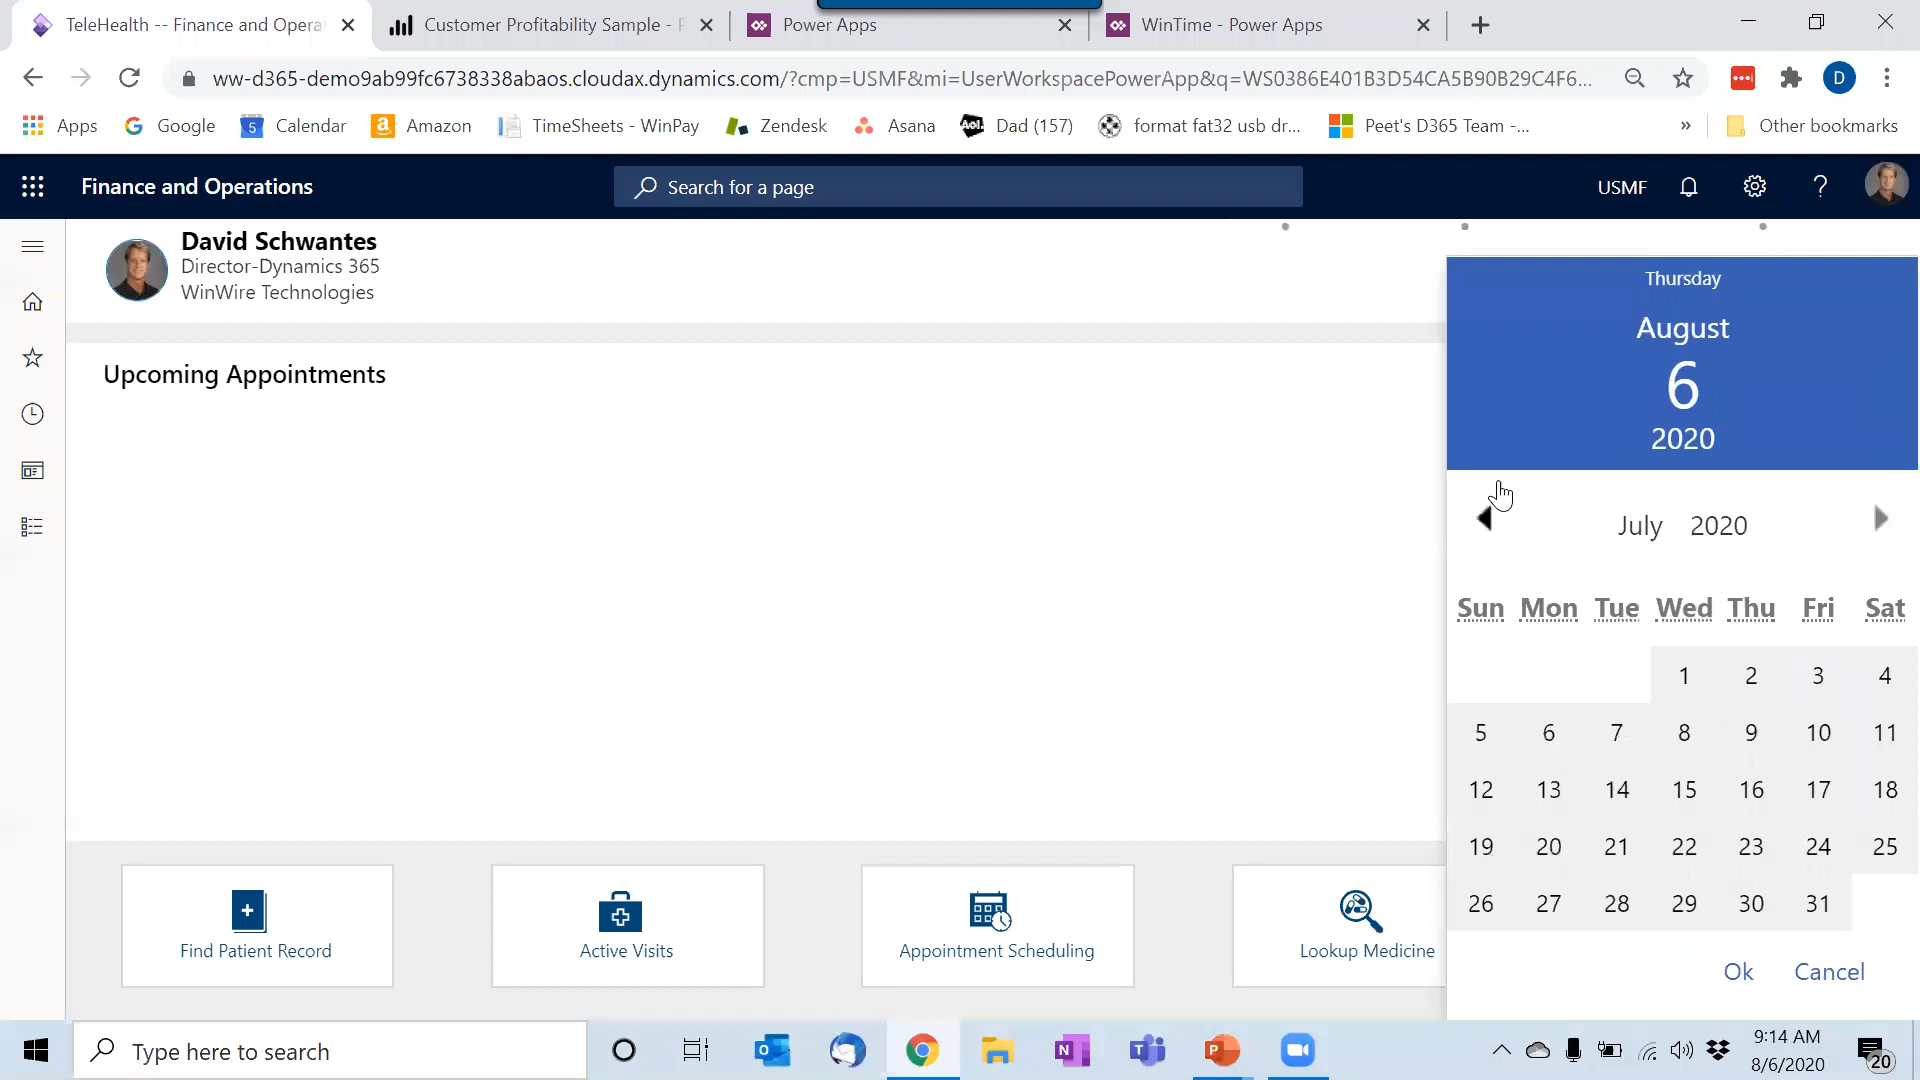 TeleHealth -- Finance and Opera
Customer Profitability Sample - P
Power Apps
WinTime - Power Apps
ww-d365-demo9ab99fc6738338abaos.cloudax.dynamics.com/?cmp=USMF&mi=UserWorkspacePowerApp&q=WS0386E401B3D54CA5B90B29C4F6...
D
Apps
Google
5
Calendar
a
Amazon
TimeSheets - WinPay
Zendesk
Asana
Aol.
Dad (157)
format fat32 usb dr...
Peet's D365 Team -...
»
Other bookmarks
Finance and Operations
Search for a page
USMF
?
David Schwantes
Director-Dynamics 365
WinWire Technologies
Upcoming Appointments
Thursday
August
6
2020
July 2020
Sun Mon Tue Wed Thu Fri Sat
1 2 3 4
5 6 7 8 9 10 11
12 13 14 15 16 17 18
19 20 21 22 23 24 25
26 27 28 29 30 31
Ok Cancel
Find Patient Record
Active Visits
Appointment Scheduling
Lookup Medicine
Type here to search
9:14 AM
8/6/2020
20